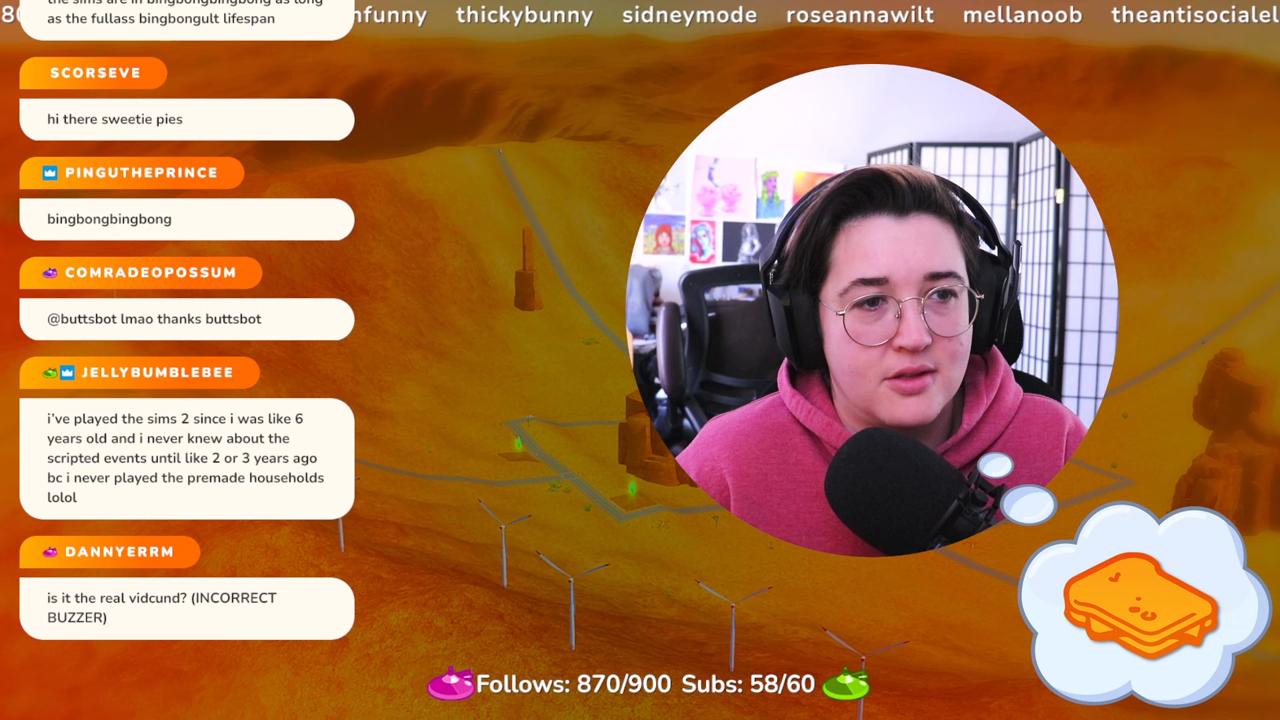 80
nfunny thickybunny sidneymode roseannawilt mellanoob theantisocialel
the sims are in bingbongbingbong as long
as the fullass bingbongult lifespan
SCORSEVE
hi there sweetie pies
PINGUTHEPRINCE
bingbongbingbong
COMRADEOPOSSUM
@buttsbot lmao thanks buttsbot
JELLYBUMBLEBEE
i've played the sims 2 since i was like 6
years old and i never knew about the
scripted events until like 2 or 3 years ago
bc i never played the premade households
lolol
DANNYERRM
is it the real vidcund? (INCORRECT
BUZZER)
Follows: 870/900 Subs: 58/60